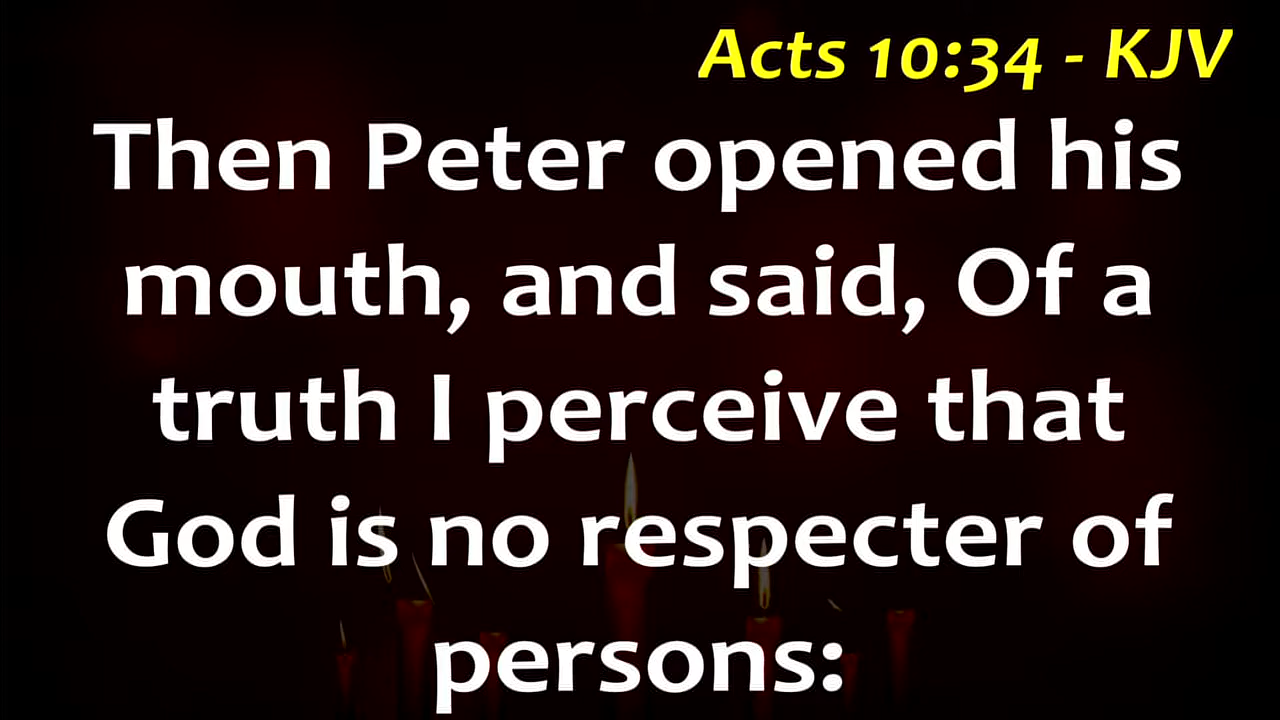 Acts 10:34 - KJV
Then Peter opened his
mouth, and said, Of a
truth I perceive that
God is no respecter of
persons: